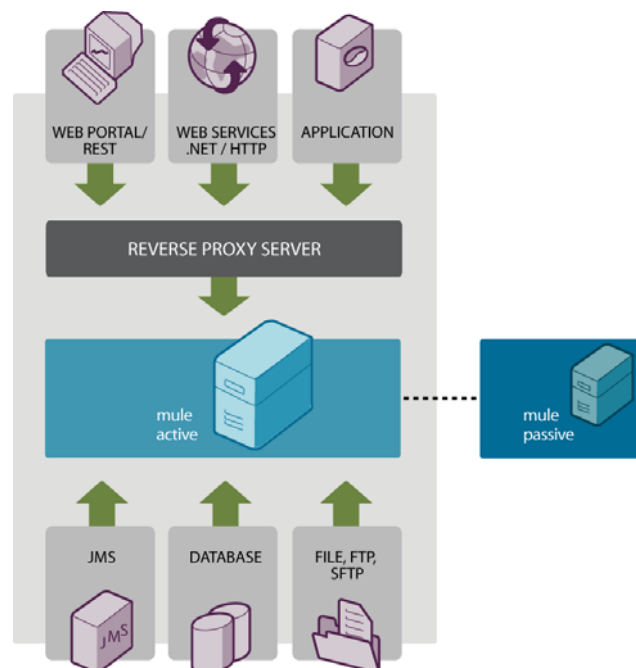 WEB PORTAL/
REST
WEB SERVICES
.NET / HTTP
APPLICATION
REVERSE PROXY SERVER
mule
active
mule
passive
JMS
DATABASE
FILE, FTP,
SFTP
JMS